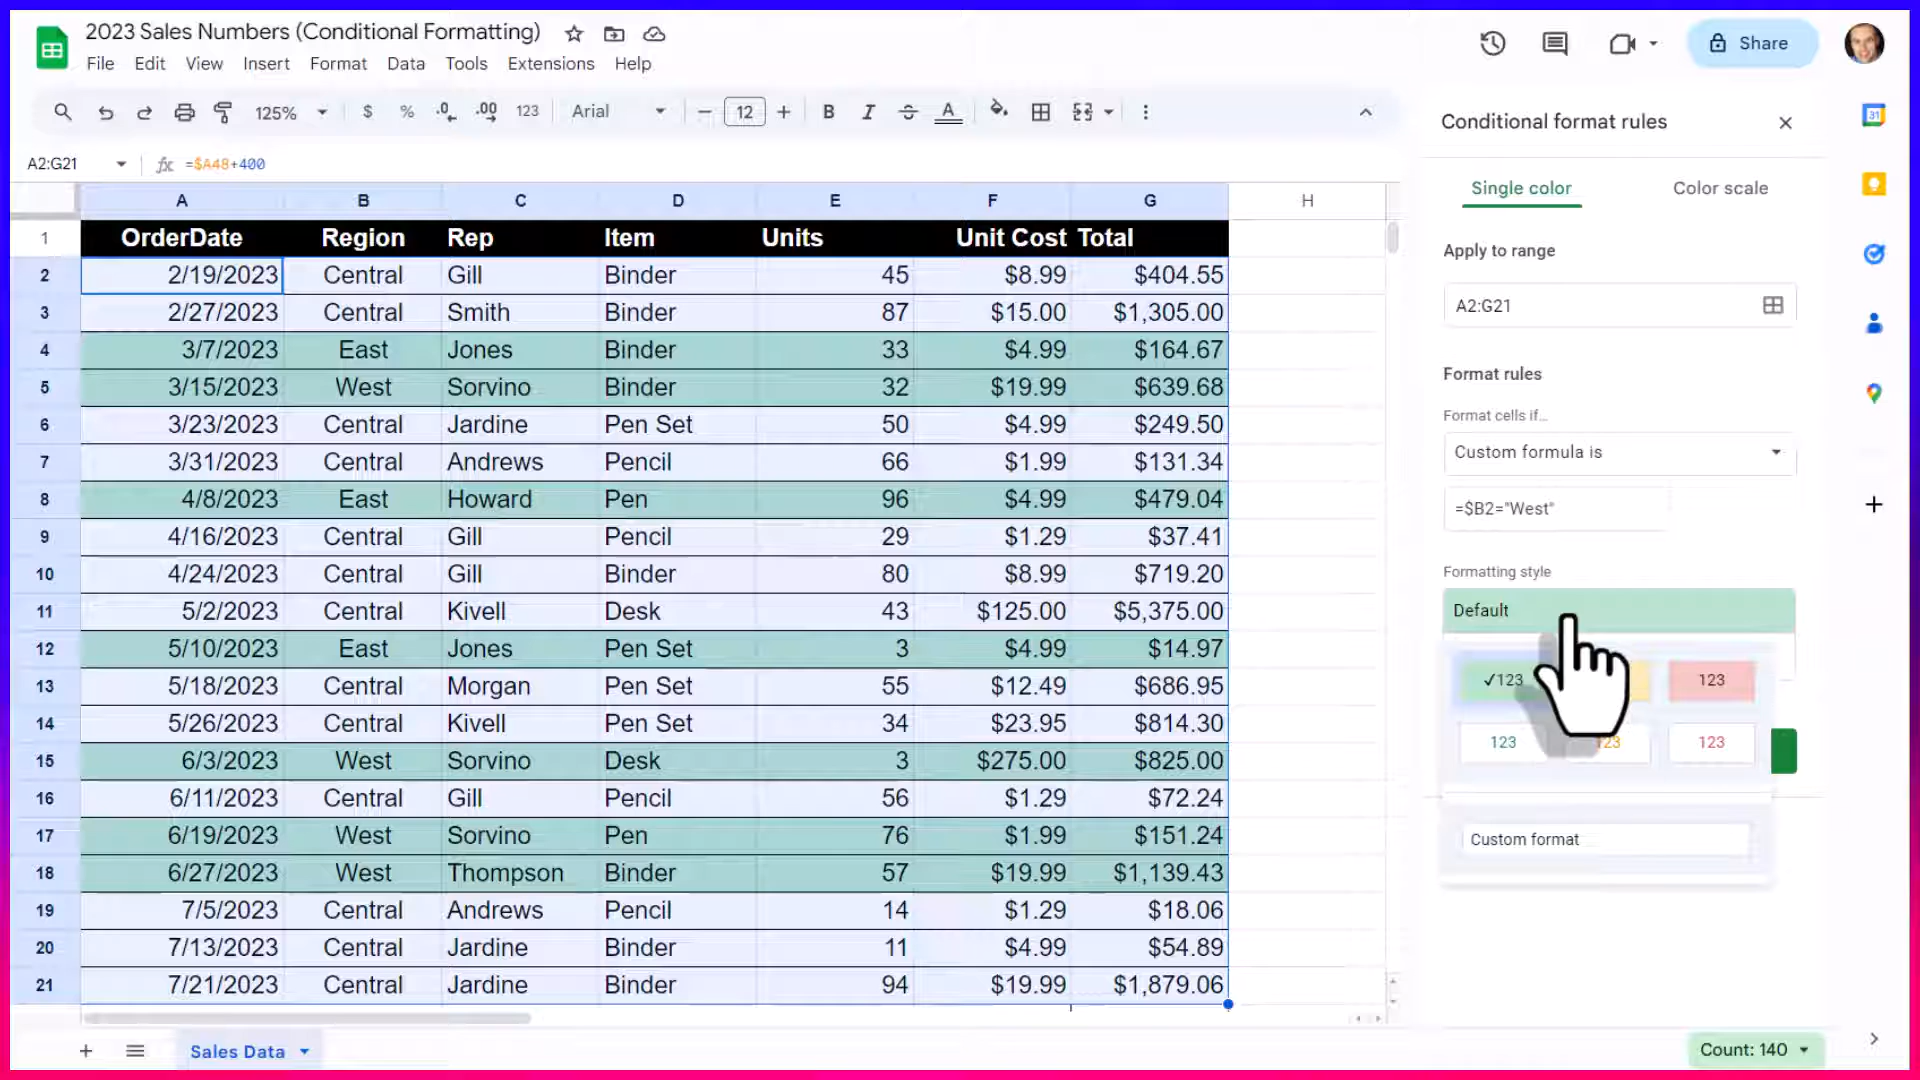 2023 Sales Numbers (Conditional Formatting)
File Edit View Insert Format Data Tools Extensions Help
Share
125% $ % .0 .00 123 Arial 12 B I A
A2:G21 fx =$A48+400
A B C D E F G H
1 OrderDate Region Rep Item Units Unit Cost Total
2 2/19/2023 Central Gill Binder 45 $8.99 $404.55
3 2/27/2023 Central Smith Binder 87 $15.00 $1,305.00
4 3/7/2023 East Jones Binder 33 $4.99 $164.67
5 3/15/2023 West Sorvino Binder 32 $19.99 $639.68
6 3/23/2023 Central Jardine Pen Set 50 $4.99 $249.50
7 3/31/2023 Central Andrews Pencil 66 $1.99 $131.34
8 4/8/2023 East Howard Pen 96 $4.99 $479.04
9 4/16/2023 Central Gill Pencil 29 $1.29 $37.41
10 4/24/2023 Central Gill Binder 80 $8.99 $719.20
11 5/2/2023 Central Kivell Desk 43 $125.00 $5,375.00
12 5/10/2023 East Jones Pen Set 3 $4.99 $14.97
13 5/18/2023 Central Morgan Pen Set 55 $12.49 $686.95
14 5/26/2023 Central Kivell Pen Set 34 $23.95 $814.30
15 6/3/2023 West Sorvino Desk 3 $275.00 $825.00
16 6/11/2023 Central Gill Pencil 56 $1.29 $72.24
17 6/19/2023 West Sorvino Pen 76 $1.99 $151.24
18 6/27/2023 West Thompson Binder 57 $19.99 $1,139.43
19 7/5/2023 Central Andrews Pencil 14 $1.29 $18.06
20 7/13/2023 Central Jardine Binder 11 $4.99 $54.89
21 7/21/2023 Central Jardine Binder 94 $19.99 $1,879.06
Sales Data
Count: 140
Conditional format rules
Single color Color scale
Apply to range
A2:G21
Format rules
Format cells if…
Custom formula is
=$B2="West"
Formatting style
Default
✓123 123
123 123 123
Custom format
31